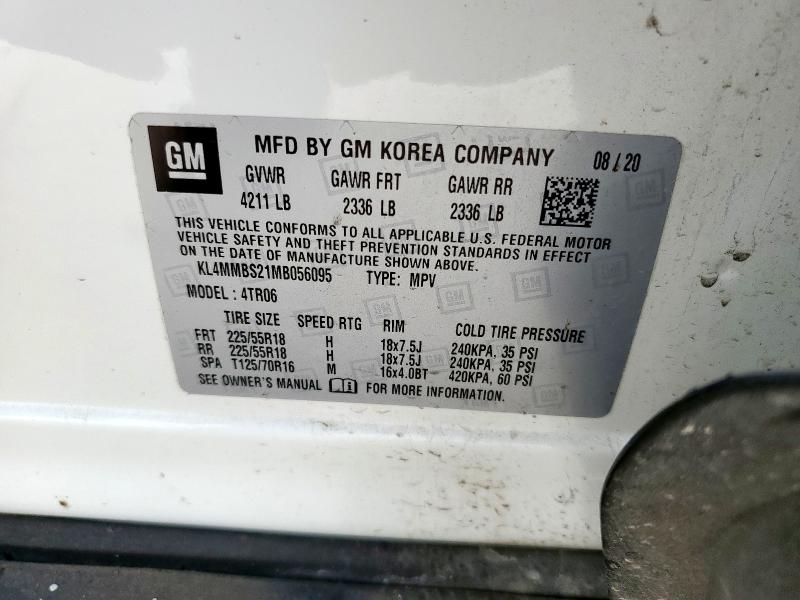 GM MFD BY GM KOREA COMPANY 08 / 20
GVWR GAWR FRT GAWR RR
4211 LB 2336 LB 2336 LB
THIS VEHICLE CONFORMS TO ALL APPLICABLE U.S. FEDERAL MOTOR
VEHICLE SAFETY AND THEFT PREVENTION STANDARDS IN EFFECT
ON THE DATE OF MANUFACTURE SHOWN ABOVE.
KL4MMBS21MB056095 TYPE: MPV
MODEL : 4TR06
TIRE SIZE SPEED RTG RIM COLD TIRE PRESSURE
FRT 225/55R18 H 18x7.5J 240KPA, 35 PSI
RR 225/55R18 H 18x7.5J 240KPA, 35 PSI
SPA T125/70R16 M 16x4.0BT 420KPA, 60 PSI
SEE OWNER'S MANUAL FOR MORE INFORMATION.